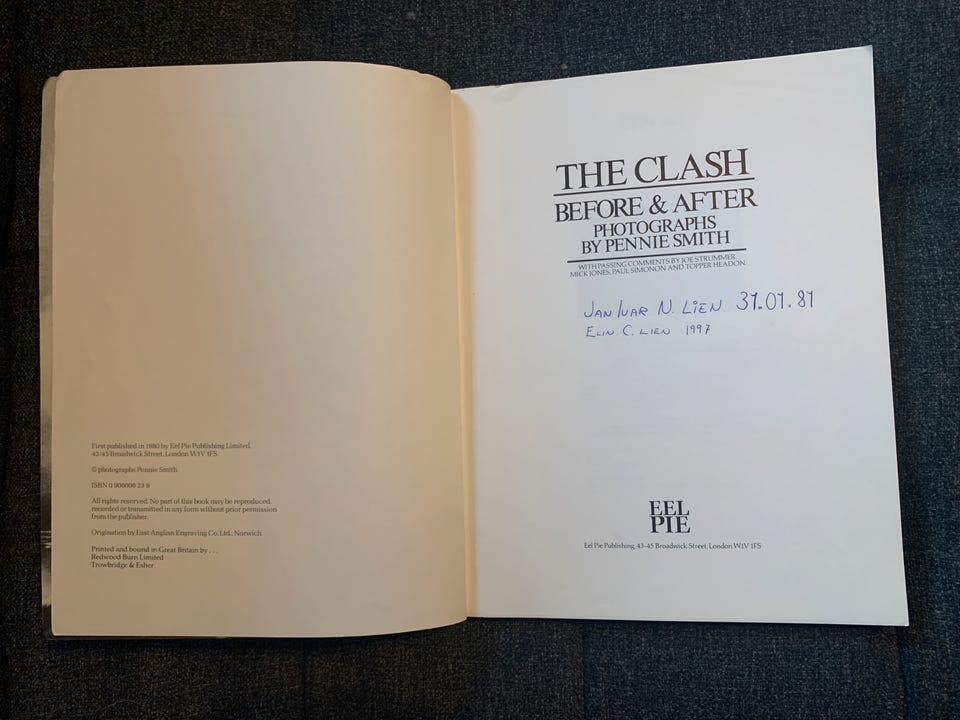 First published in 1980 by Eel Pie Publishing Limited.
43/45 Broadwick Street, London W1V 1FS.
© photographs Pennie Smith.
ISBN 0 906008 23 9
All rights reserved. No part of this book may be reproduced,
recorded or transmitted in any form without prior permission
from the publisher.
Origination by East Anglian Engraving Co. Ltd., Norwich.
Printed and bound in Great Britain by . . .
Redwood Burn Limited
Trowbridge & Esher
THE CLASH
BEFORE & AFTER
PHOTOGRAPHS
BY PENNIE SMITH
WITH PASSING COMMENTS BY JOE STRUMMER,
MICK JONES, PAUL SIMONON AND TOPPER HEADON.
JAN IVAR N. LIEN 31.01.81
ELIN C. LIEN 1997
EEL
PIE
Eel Pie Publishing, 43-45 Broadwick Street, London W1V 1FS